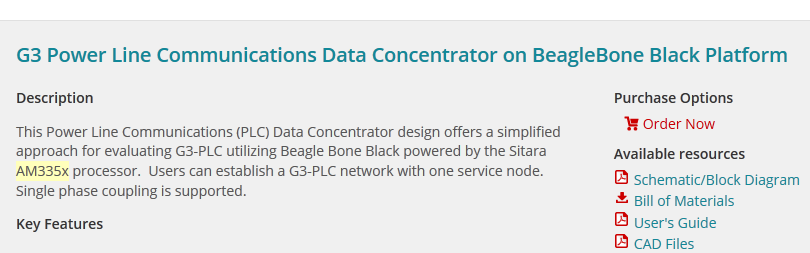 G3 Power Line Communications Data Concentrator on BeagleBone Black Platform
Description
This Power Line Communications (PLC) Data Concentrator design offers a simplified
approach for evaluating G3-PLC utilizing Beagle Bone Black powered by the Sitara
AM335x processor.  Users can establish a G3-PLC network with one service node.
Single phase coupling is supported.
Key Features
Purchase Options
Order Now
Available resources
Schematic/Block Diagram
Bill of Materials
User's Guide
CAD Files